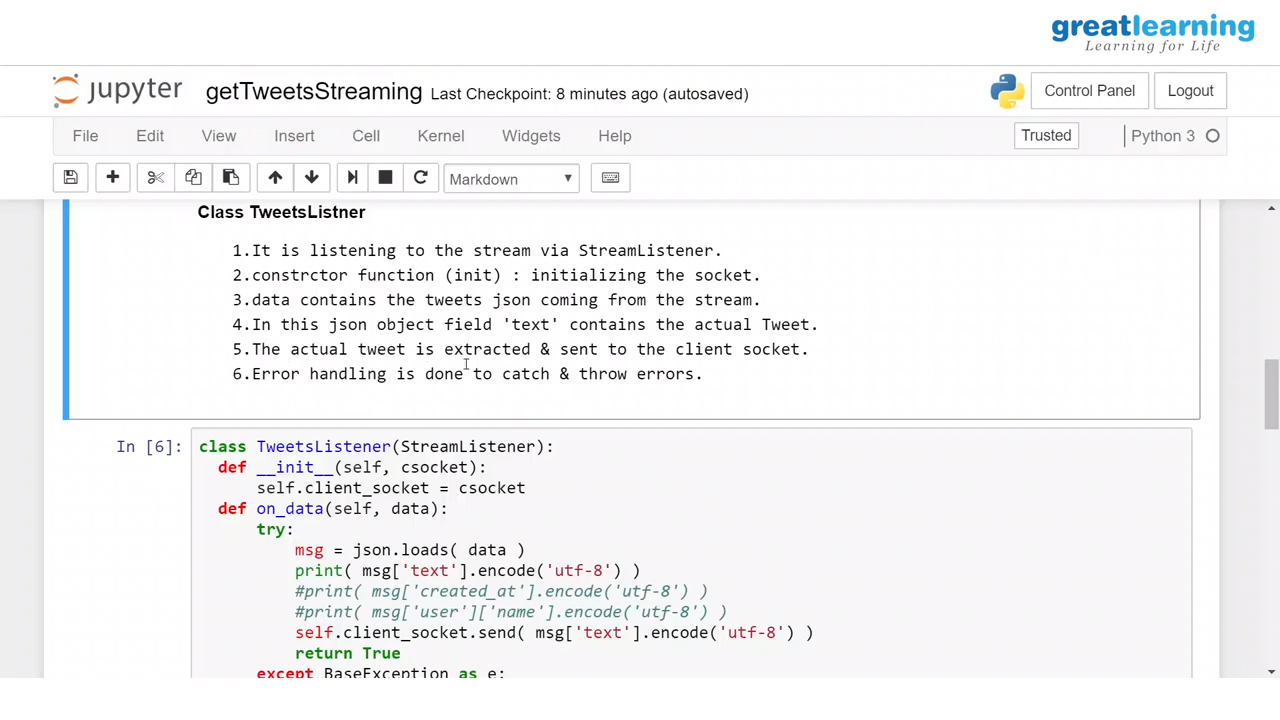 greatlearning
Learning for Life
jupyter getTweetsStreaming Last Checkpoint: 8 minutes ago (autosaved) Control Panel Logout
File Edit View Insert Cell Kernel Widgets Help Trusted Python 3
Markdown
Class TweetsListner
1.It is listening to the stream via StreamListener.
2.constrctor function (init) : initializing the socket.
3.data contains the tweets json coming from the stream.
4.In this json object field 'text' contains the actual Tweet.
5.The actual tweet is extracted & sent to the client socket.
6.Error handling is done to catch & throw errors.
In [6]: class TweetsListener(StreamListener):
def __init__(self, csocket):
self.client_socket = csocket
def on_data(self, data):
try:
msg = json.loads( data )
print( msg['text'].encode('utf-8') )
#print( msg['created_at'].encode('utf-8') )
#print( msg['user']['name'].encode('utf-8') )
self.client_socket.send( msg['text'].encode('utf-8') )
return True
except BaseException as e: